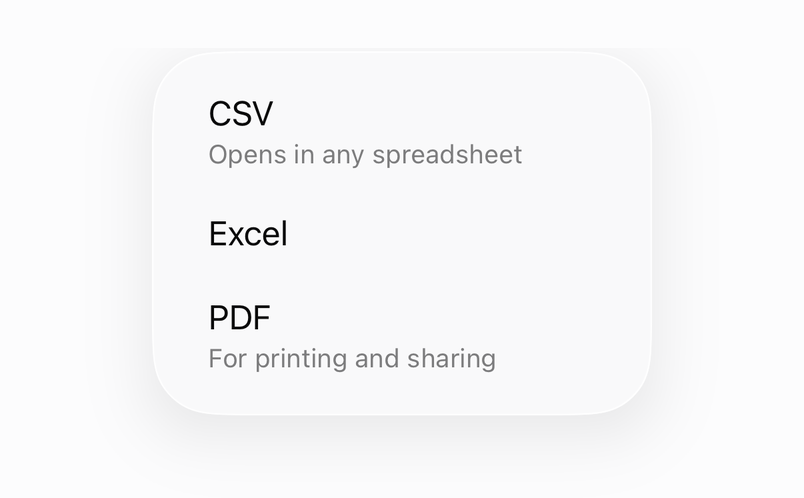 CSV
Opens in any spreadsheet
Excel
PDF
For printing and sharing